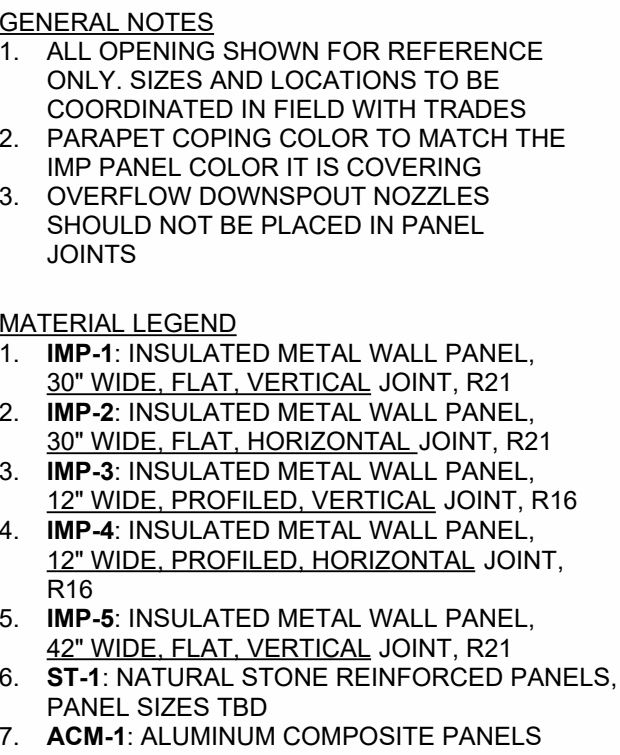 GENERAL NOTES
1. ALL OPENING SHOWN FOR REFERENCE
ONLY. SIZES AND LOCATIONS TO BE
COORDINATED IN FIELD WITH TRADES
2. PARAPET COPING COLOR TO MATCH THE
IMP PANEL COLOR IT IS COVERING
3. OVERFLOW DOWNSPOUT NOZZLES
SHOULD NOT BE PLACED IN PANEL
JOINTS
MATERIAL LEGEND
1. IMP-1: INSULATED METAL WALL PANEL,
30" WIDE, FLAT, VERTICAL JOINT, R21
2. IMP-2: INSULATED METAL WALL PANEL,
30" WIDE, FLAT, HORIZONTAL JOINT, R21
3. IMP-3: INSULATED METAL WALL PANEL,
12" WIDE, PROFILED, VERTICAL JOINT, R16
4. IMP-4: INSULATED METAL WALL PANEL,
12" WIDE, PROFILED, HORIZONTAL JOINT,
R16
5. IMP-5: INSULATED METAL WALL PANEL,
42" WIDE, FLAT, VERTICAL JOINT, R21
6. ST-1: NATURAL STONE REINFORCED PANELS,
PANEL SIZES TBD
7. ACM-1: ALUMINUM COMPOSITE PANELS